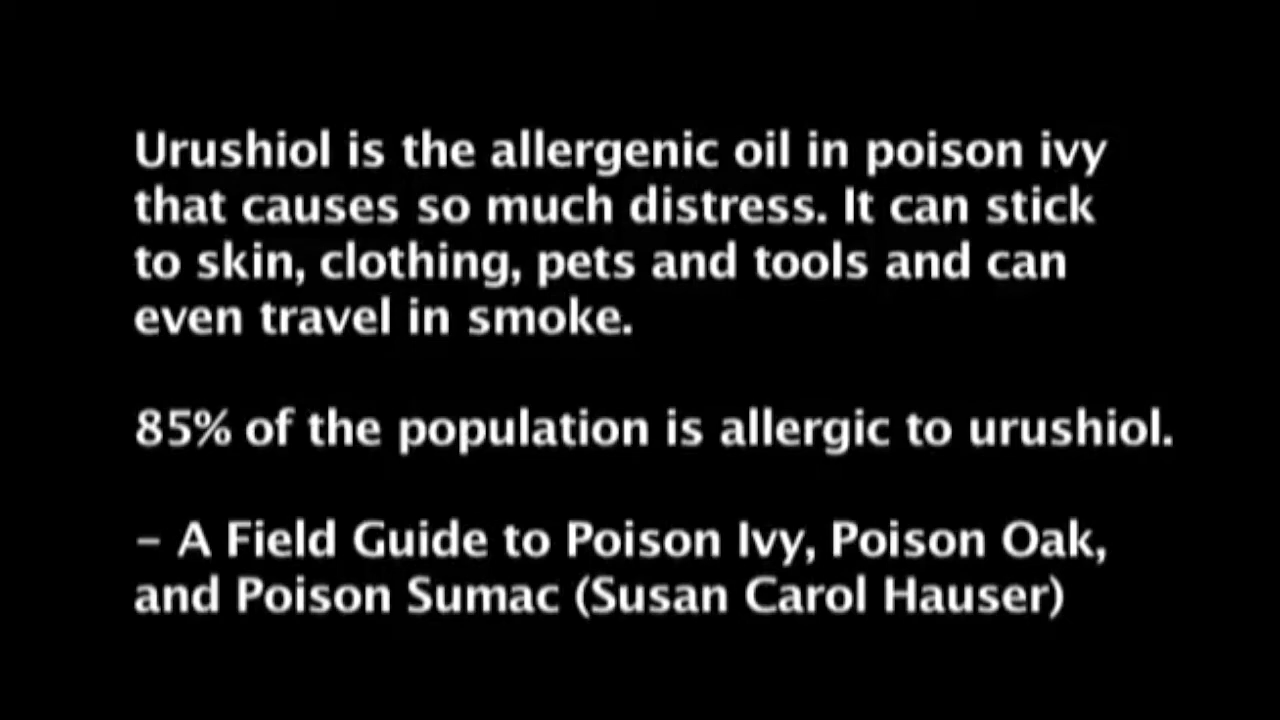 Urushiol is the allergenic oil in poison ivy
that causes so much distress. It can stick
to skin, clothing, pets and tools and can
even travel in smoke.
85% of the population is allergic to urushiol.
– A Field Guide to Poison Ivy, Poison Oak,
and Poison Sumac (Susan Carol Hauser)